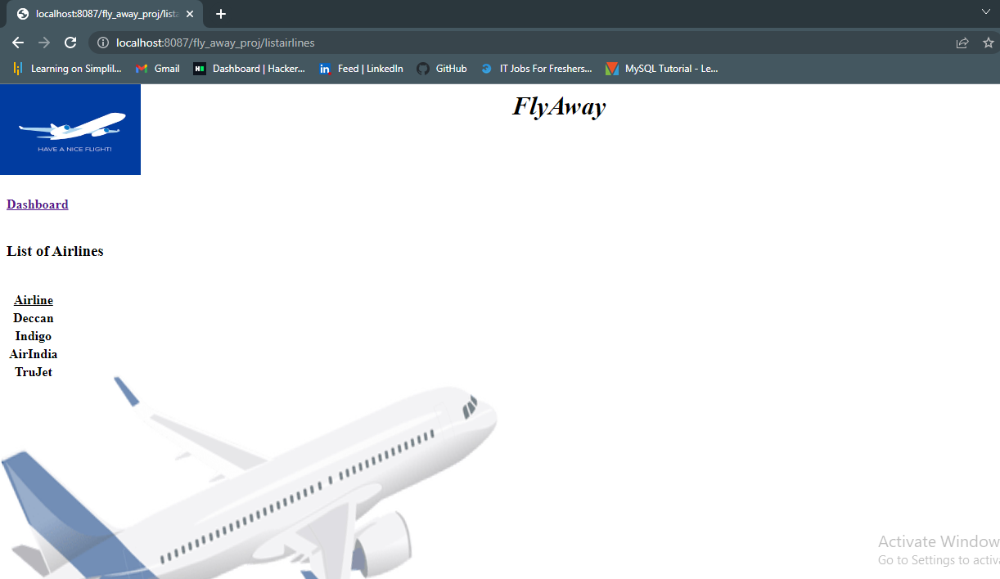 localhost:8087/fly_away_proj/lista
localhost:8087/fly_away_proj/listairlines
Learning on Simplil... Gmail Dashboard | Hacker... Feed | LinkedIn GitHub IT Jobs For Freshers... MySQL Tutorial - Le...
FlyAway
HAVE A NICE FLIGHT!
Dashboard
List of Airlines
Airline
Deccan
Indigo
AirIndia
TruJet
Activate Window
Go to Settings to activa